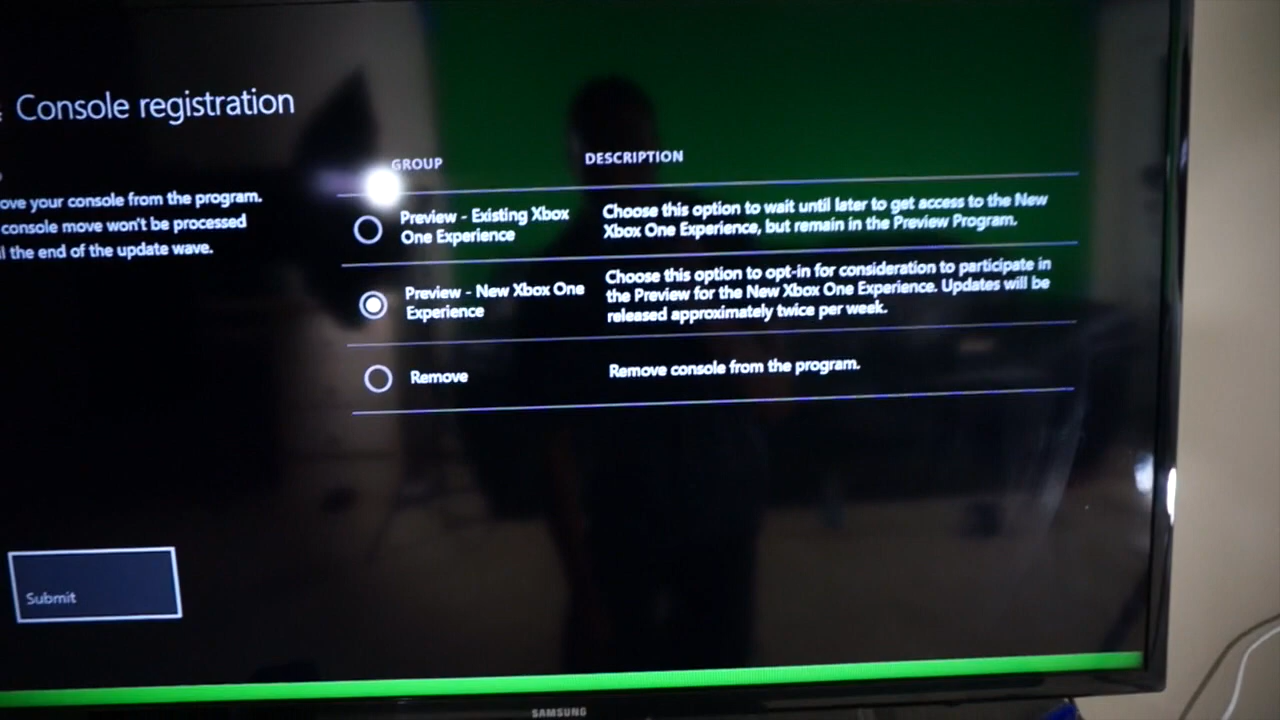 Console registration
GROUP
DESCRIPTION
ove your console from the program.
console move won't be processed
l the end of the update wave.
Preview - Existing Xbox
One Experience
Choose this option to wait until later to get access to the New
Xbox One Experience, but remain in the Preview Program.
Preview - New Xbox One
Experience
Choose this option to opt-in for consideration to participate in
the Preview for the New Xbox One Experience. Updates will be
released approximately twice per week.
Remove
Remove console from the program.
Submit
SAMSUNG